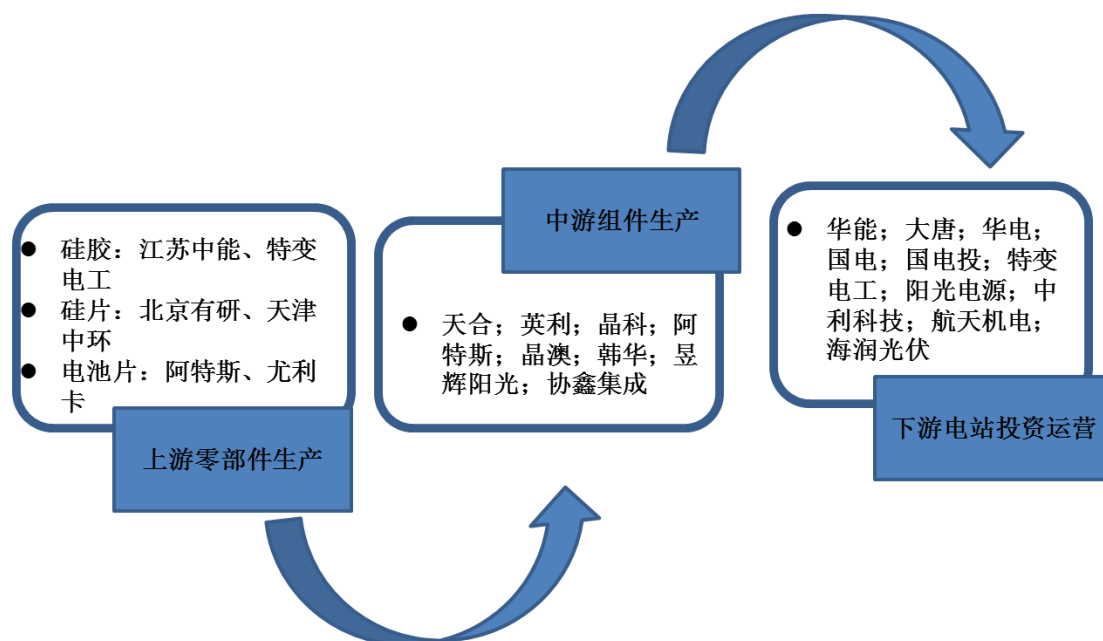 硅胶：江苏中能、特变
电工
硅片：北京有研、天津
中环
电池片：阿特斯、尤利
卡
上游零部件生产
中游组件生产
天合；英利；晶科；阿
特斯；晶澳；韩华；昱
辉阳光；协鑫集成
华能；大唐；华电；
国电；国电投；特变
电工；阳光电源；中
利科技；航天机电；
海润光伏
下游电站投资运营